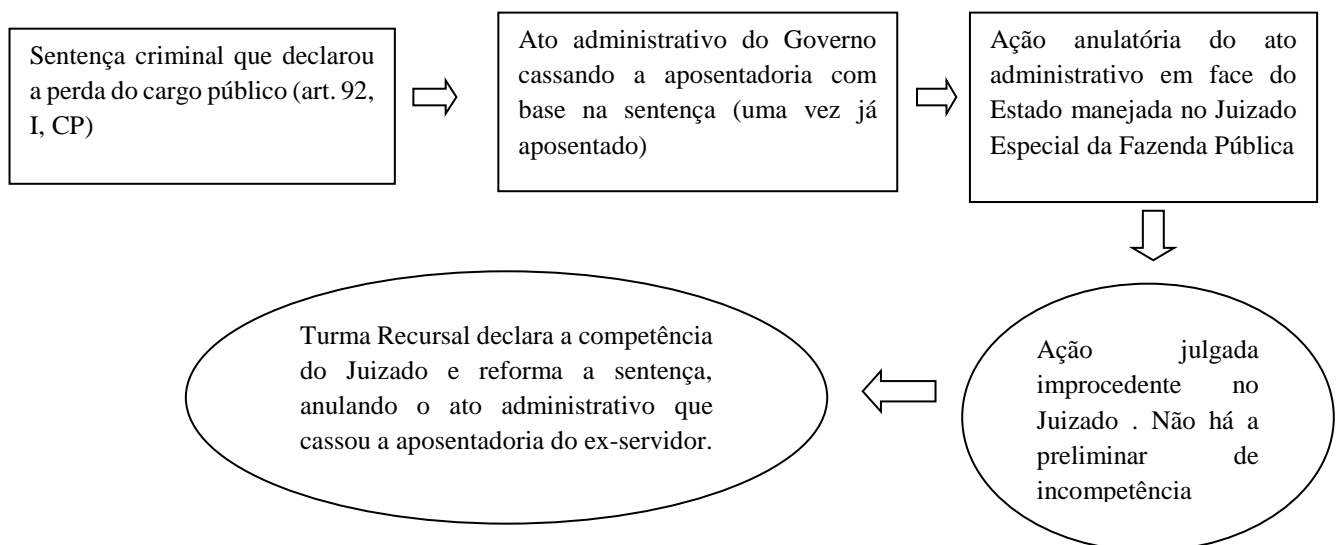 Sentença criminal que declarou
a perda do cargo público (art. 92,
I, CP)
Ato administrativo do Governo
cassando a aposentadoria com
base na sentença (uma vez já
aposentado)
Ação anulatória do ato
administrativo em face do
Estado manejada no Juizado
Especial da Fazenda Pública
Ação julgada
improcedente no
Juizado . Não há a
preliminar de
incompetência
Turma Recursal declara a competência
do Juizado e reforma a sentença,
anulando o ato administrativo que
cassou a aposentadoria do ex-servidor.